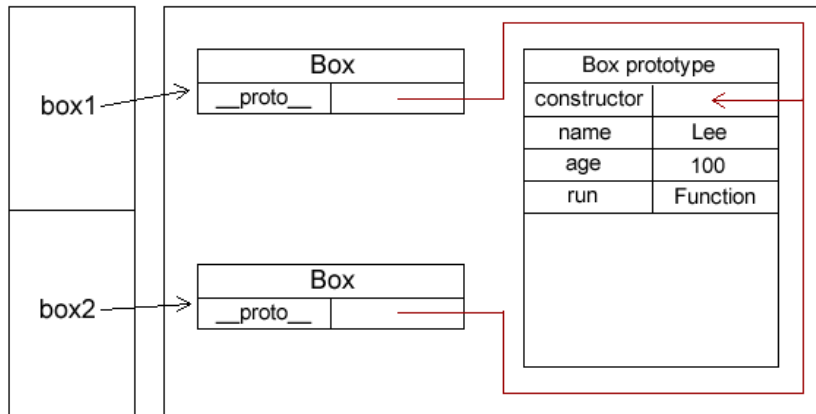 box1
Box
__proto__
Box prototype
constructor
name Lee
age 100
run Function
box2
Box
__proto__